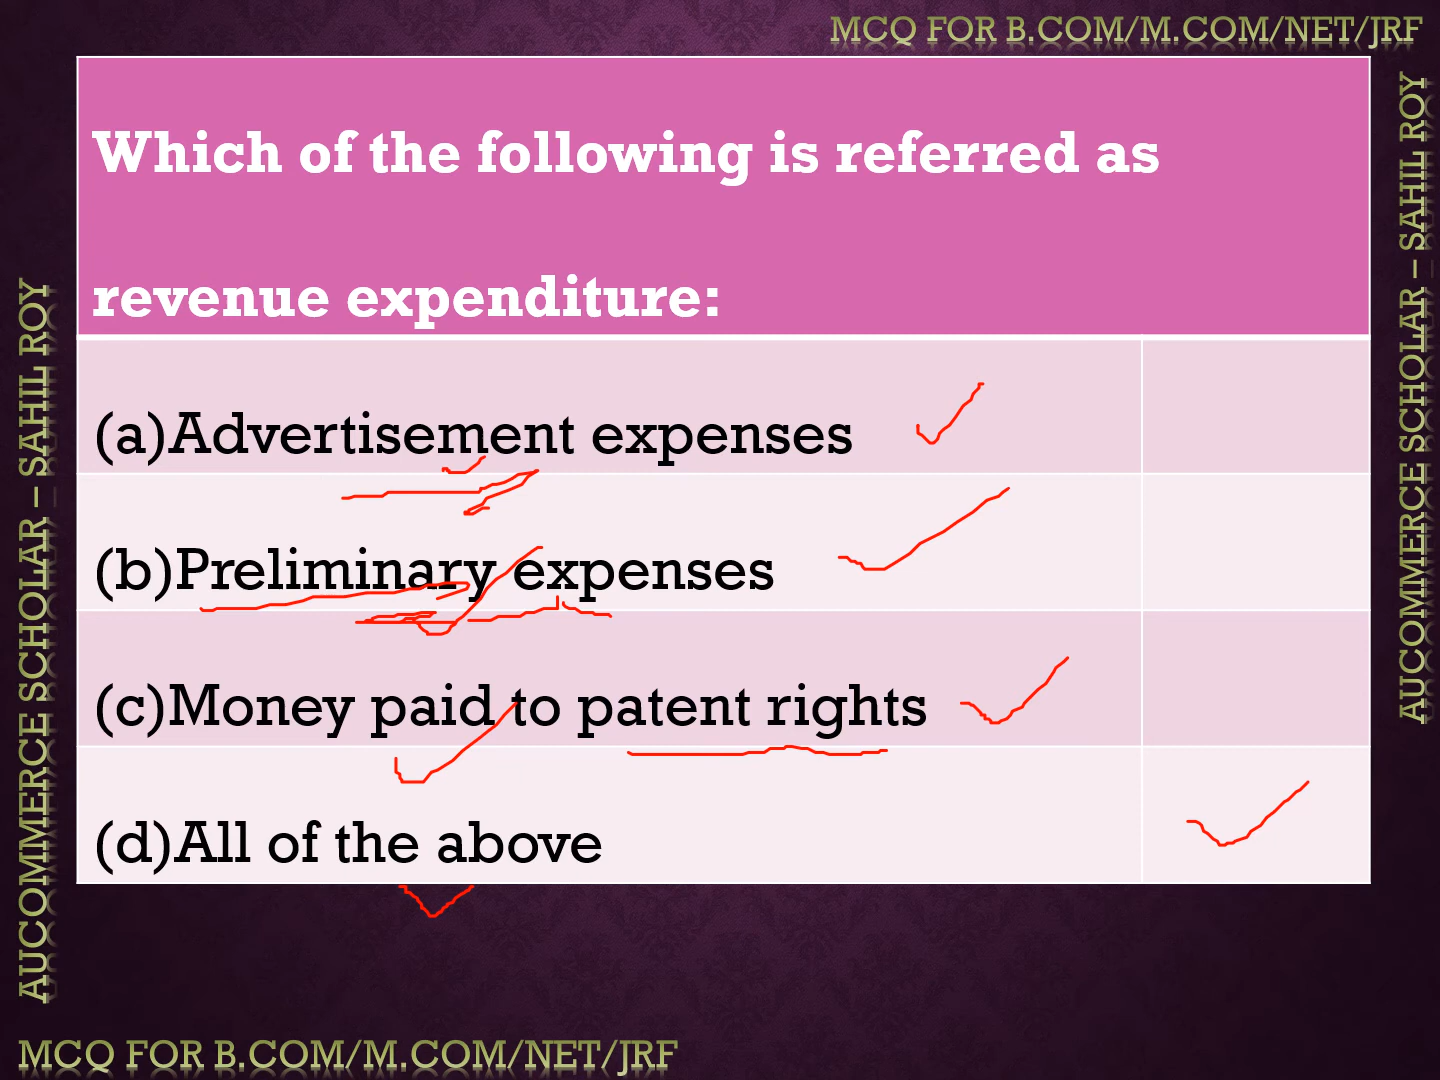 MCQ FOR B.COM/M.COM/NET/JRF
Which of the following is referred as
revenue expenditure:
(a)Advertisement expenses
(b)Preliminary expenses
(c)Money paid to patent rights
(d)All of the above
AUCOMMERCE SCHOLAR – SAHIL ROY
AUCOMMERCE SCHOLAR – SAHIL ROY
MCQ FOR B.COM/M.COM/NET/JRF